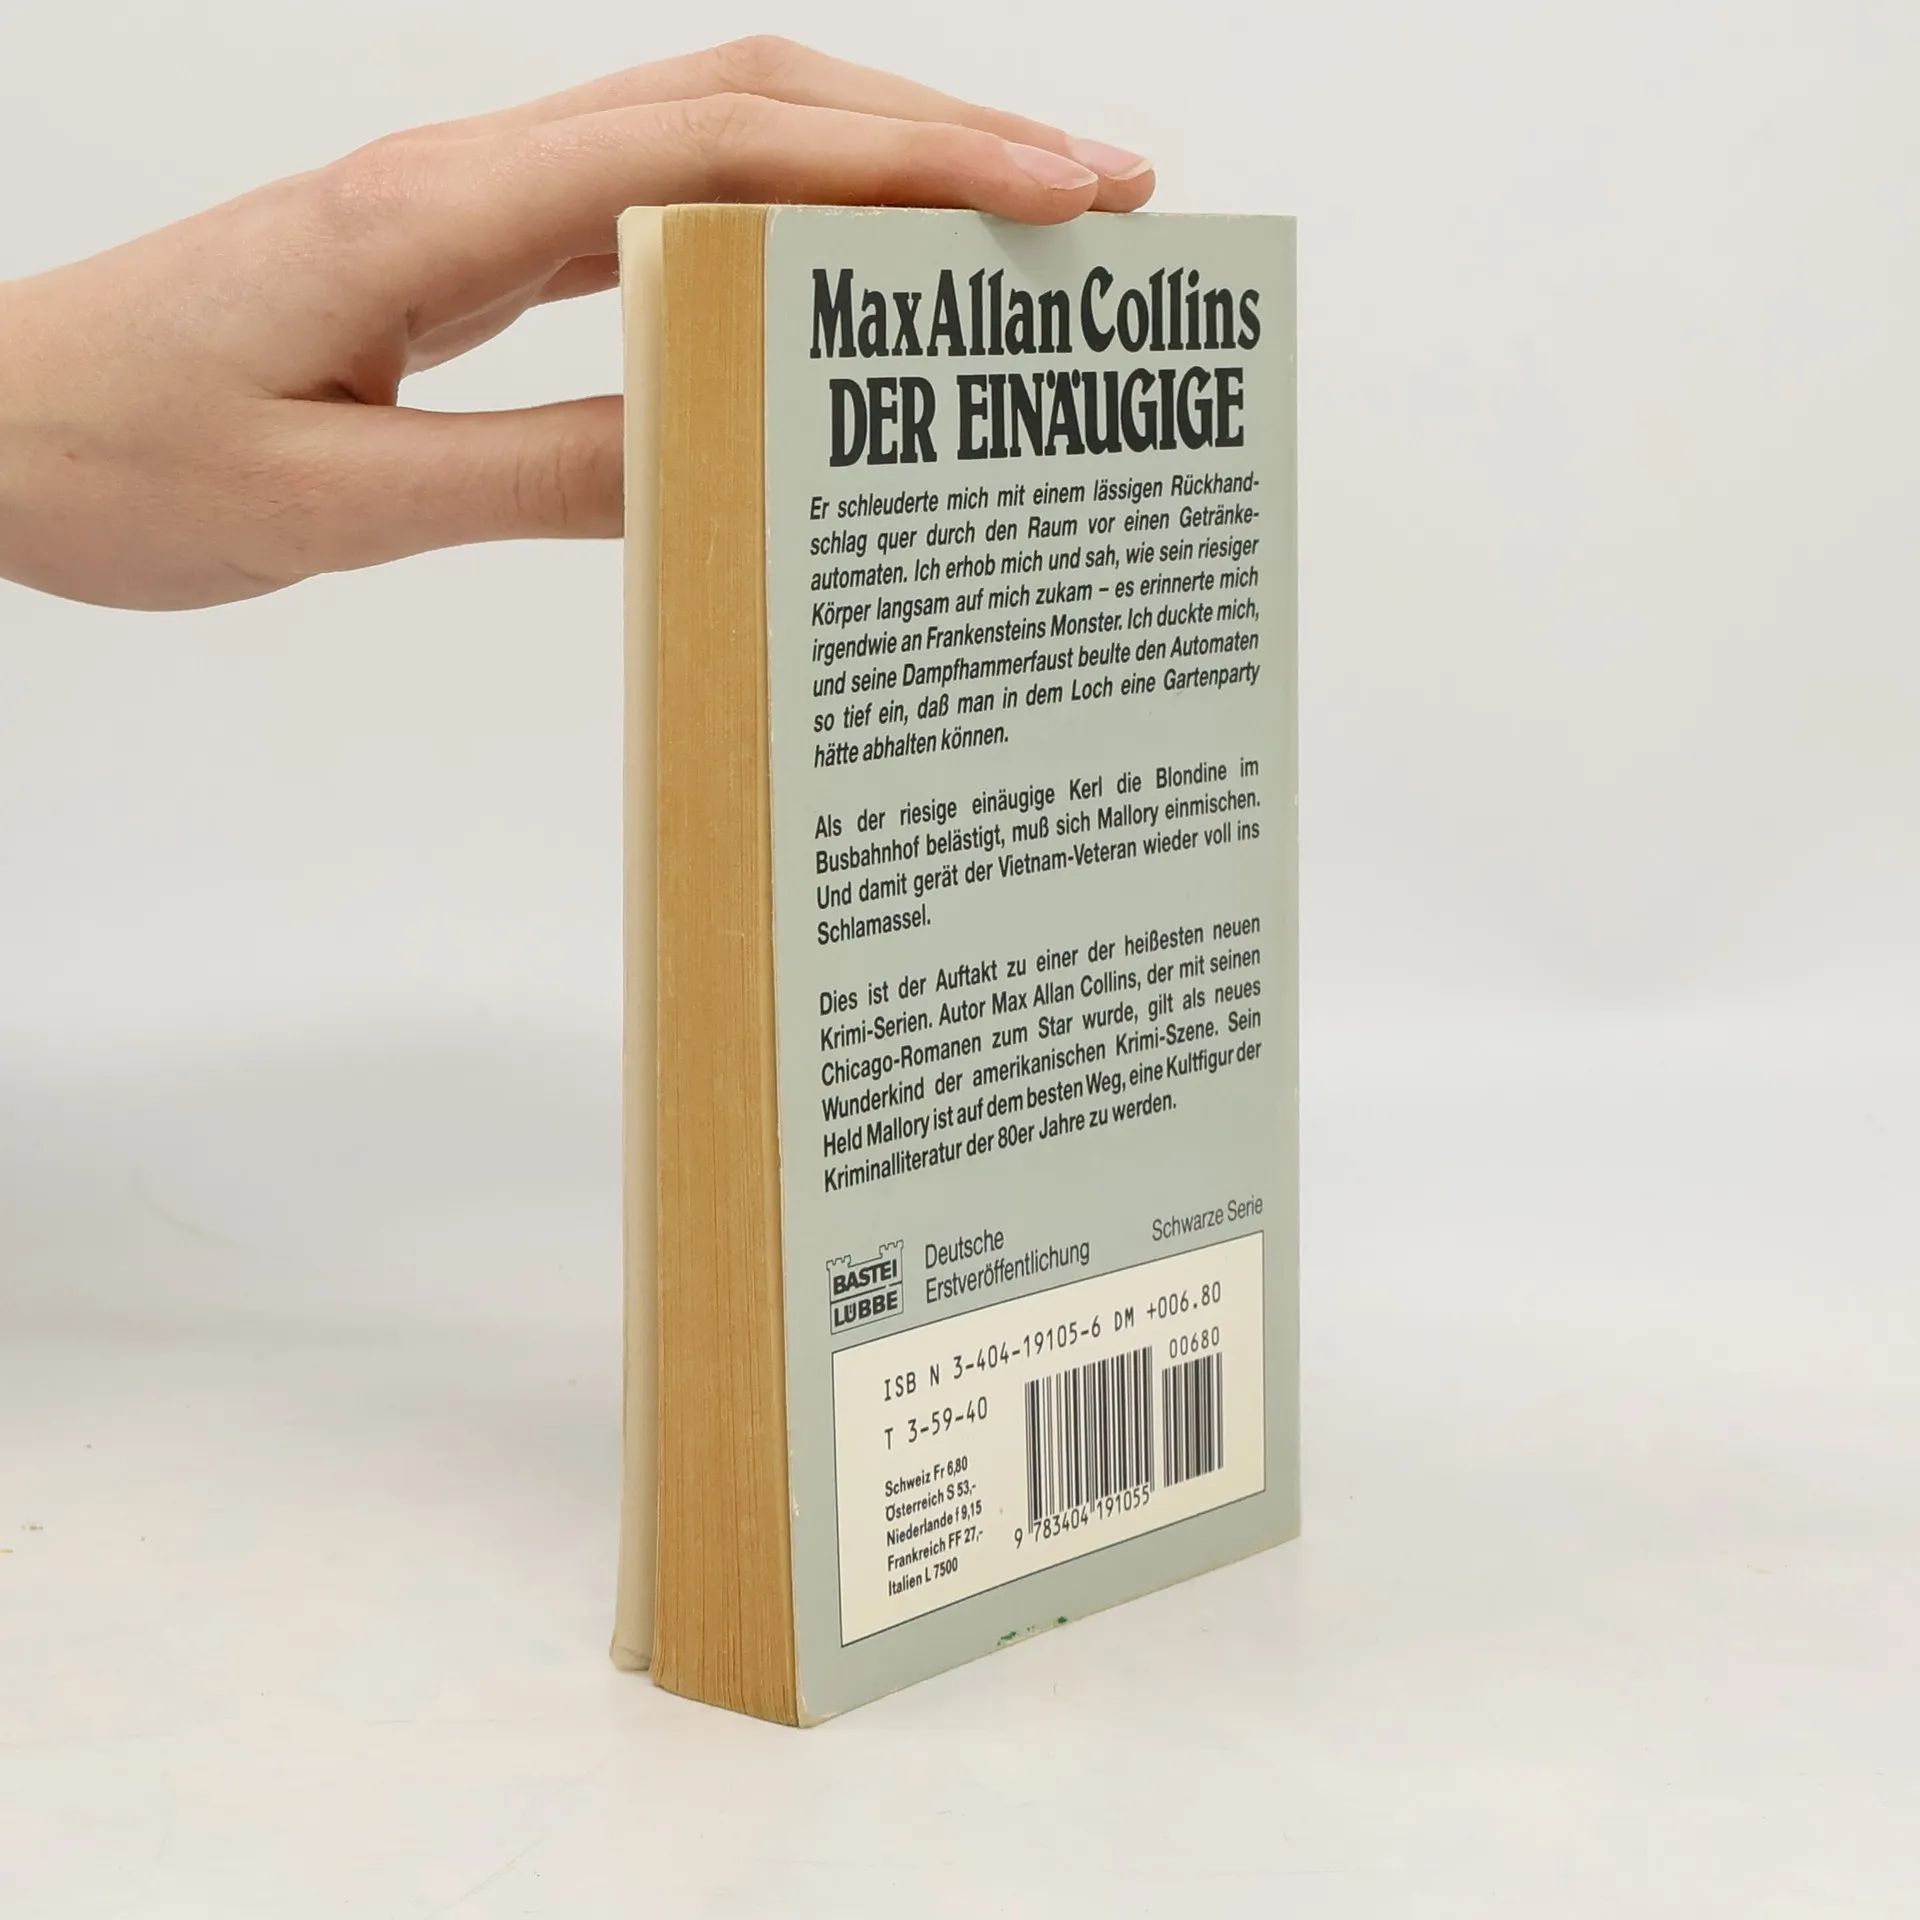 Max Allan Collins
DER EINÄUGIGE
Er schleuderte mich mit einem lässigen Rückhand-
schlag quer durch den Raum vor einen Getränke-
automaten. Ich erhob mich und sah, wie sein riesiger
Körper langsam auf mich zukam – es erinnerte mich
irgendwie an Frankensteins Monster. Ich duckte mich,
und seine Dampfhammerfaust beulte den Automaten
so tief ein, daß man in dem Loch eine Gartenparty
hätte abhalten können.
Als der riesige einäugige Kerl die Blondine im
Busbahnhof belästigt, muß sich Mallory einmischen.
Und damit gerät der Vietnam-Veteran wieder voll ins
Schlamassel.
Dies ist der Auftakt zu einer der heißesten neuen
Krimi-Serien. Autor Max Allan Collins, der mit seinen
Chicago-Romanen zum Star wurde, gilt als neues
Wunderkind der amerikanischen Krimi-Szene. Sein
Held Mallory ist auf dem besten Weg, eine Kultfigur der
Kriminalliteratur der 80er Jahre zu werden.
BASTEI
LÜBBE
Deutsche
Erstveröffentlichung
Schwarze Serie
ISB N 3-404-19105-6 DM +006.80
00680
T 3-59-40
Schweiz Fr 6,80
Österreich S 53,-
Niederlande f 9,15
Frankreich FF 27,-
Italien L 7500
9 783404 191055